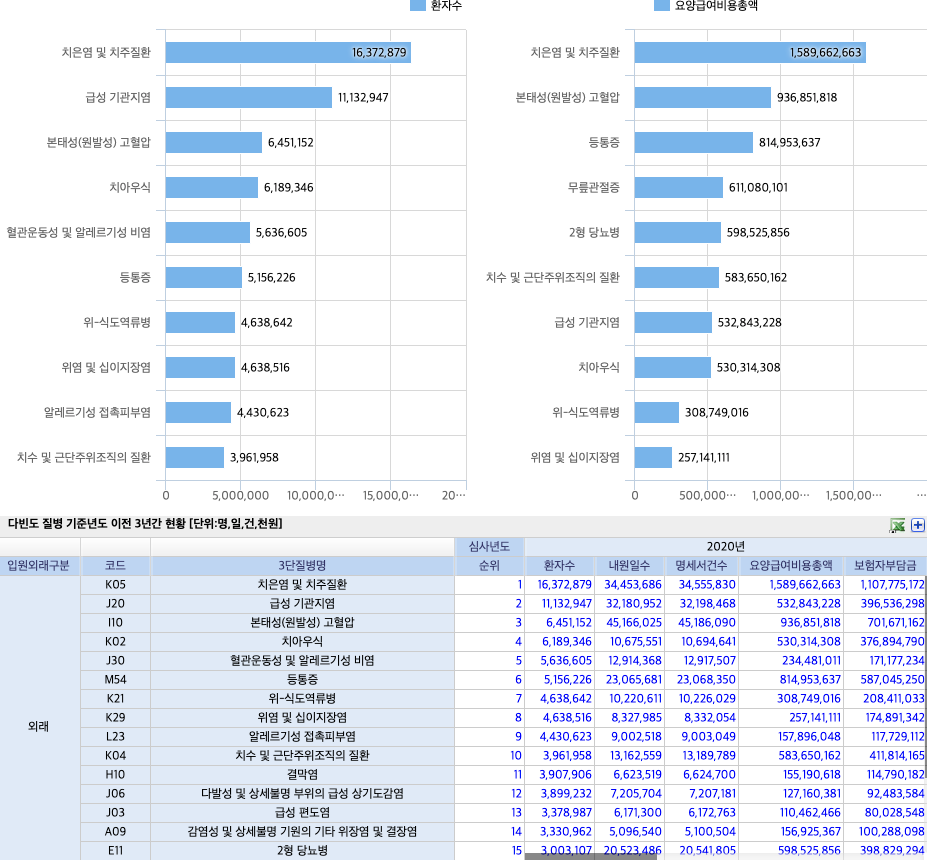 환자수
치은염 및 치주질환 16,372,879
급성 기관지염 11,132,947
본태성(원발성) 고혈압 6,451,152
치아우식 6,189,346
혈관운동성 및 알레르기성 비염 5,636,605
등통증 5,156,226
위-식도역류병 4,638,642
위염 및 십이지장염 4,638,516
알레르기성 접촉피부염 4,430,623
치수 및 근단주위조직의 질환 3,961,958
0 5,000,000 10,000,0… 15,000,0… 20…
요양급여비용총액
치은염 및 치주질환 1,589,662,663
본태성(원발성) 고혈압 936,851,818
등통증 814,953,637
무릎관절증 611,080,101
2형 당뇨병 598,525,856
치수 및 근단주위조직의 질환 583,650,162
급성 기관지염 532,843,228
치아우식 530,314,308
위-식도역류병 308,749,016
위염 및 십이지장염 257,141,111
0 500,000,0… 1,000,00… 1,500,00… …
다빈도 질병 기준년도 이전 3년간 현황 [단위:명,일,건,천원]
심사년도 2020년
입원외래구분 코드 3단질병명 순위 환자수 내원일수 명세서건수 요양급여비용총액 보험자부담금
K05 치은염 및 치주질환 1 16,372,879 34,453,686 34,555,830 1,589,662,663 1,107,775,172
J20 급성 기관지염 2 11,132,947 32,180,952 32,198,468 532,843,228 396,536,298
I10 본태성(원발성) 고혈압 3 6,451,152 45,166,025 45,186,090 936,851,818 701,671,162
K02 치아우식 4 6,189,346 10,675,551 10,694,641 530,314,308 376,894,790
J30 혈관운동성 및 알레르기성 비염 5 5,636,605 12,914,368 12,917,507 234,481,011 171,177,234
M54 등통증 6 5,156,226 23,065,681 23,068,350 814,953,637 587,045,250
K21 위-식도역류병 7 4,638,642 10,220,611 10,226,029 308,749,016 208,411,033
외래
K29 위염 및 십이지장염 8 4,638,516 8,327,985 8,332,054 257,141,111 174,891,342
L23 알레르기성 접촉피부염 9 4,430,623 9,002,518 9,003,049 157,896,048 117,729,112
K04 치수 및 근단주위조직의 질환 10 3,961,958 13,162,559 13,189,789 583,650,162 411,814,165
H10 결막염 11 3,907,906 6,623,519 6,624,700 155,190,618 114,790,182
J06 다발성 및 상세불명 부위의 급성 상기도감염 12 3,899,232 7,205,704 7,207,181 127,160,381 92,483,584
J03 급성 편도염 13 3,378,987 6,171,300 6,172,763 110,462,466 80,028,548
A09 감염성 및 상세불명 기원의 기타 위장염 및 결장염 14 3,330,962 5,096,540 5,100,504 156,925,367 100,288,098
E11 2형 당뇨병 15 3,003,107 20,523,486 20,541,805 598,525,856 398,829,294